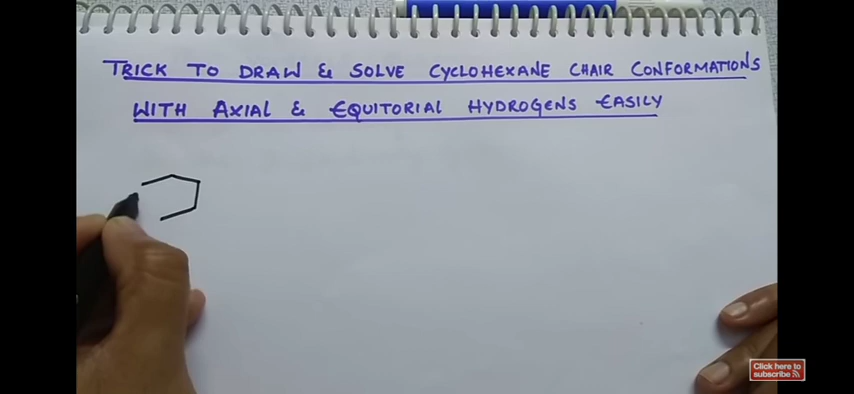 TRICK TO DRAW & SOLVE CYCLOHEXANE CHAIR CONFORMATIONS
WITH AXIAL & EQUITORIAL HYDROGENS EASILY
Click here to
subscribe